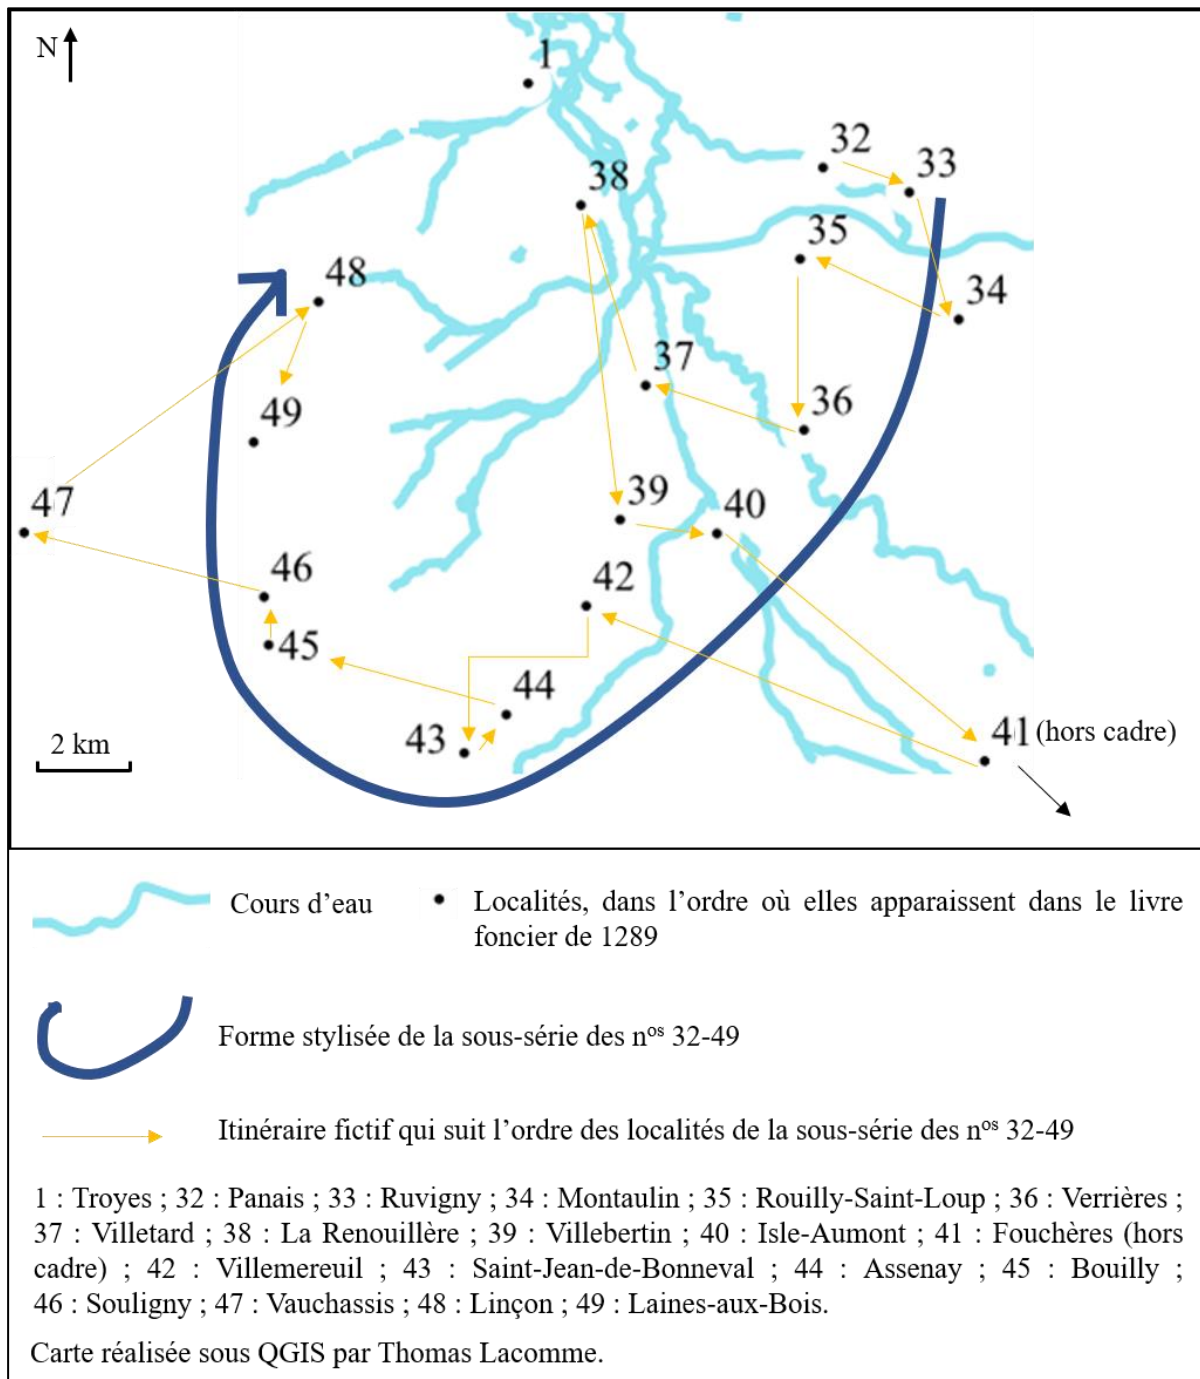 N
1
32
33
38
35
34
48
37
36
49
47
39
40
46
42
45
44
43
41 (hors cadre)
2 km
Cours d’eau
Localités, dans l’ordre où elles apparaissent dans le livre
foncier de 1289
Forme stylisée de la sous-série des nos 32-49
Itinéraire fictif qui suit l’ordre des localités de la sous-série des nos 32-49
1 : Troyes ; 32 : Panais ; 33 : Ruvigny ; 34 : Montaulin ; 35 : Rouilly-Saint-Loup ; 36 : Verrières ;
37 : Villetard ; 38 : La Renouillère ; 39 : Villebertin ; 40 : Isle-Aumont ; 41 : Fouchères (hors
cadre) ; 42 : Villemereuil ; 43 : Saint-Jean-de-Bonneval ; 44 : Assenay ; 45 : Bouilly ;
46 : Souligny ; 47 : Vauchassis ; 48 : Linçon ; 49 : Laines-aux-Bois.
Carte réalisée sous QGIS par Thomas Lacomme.